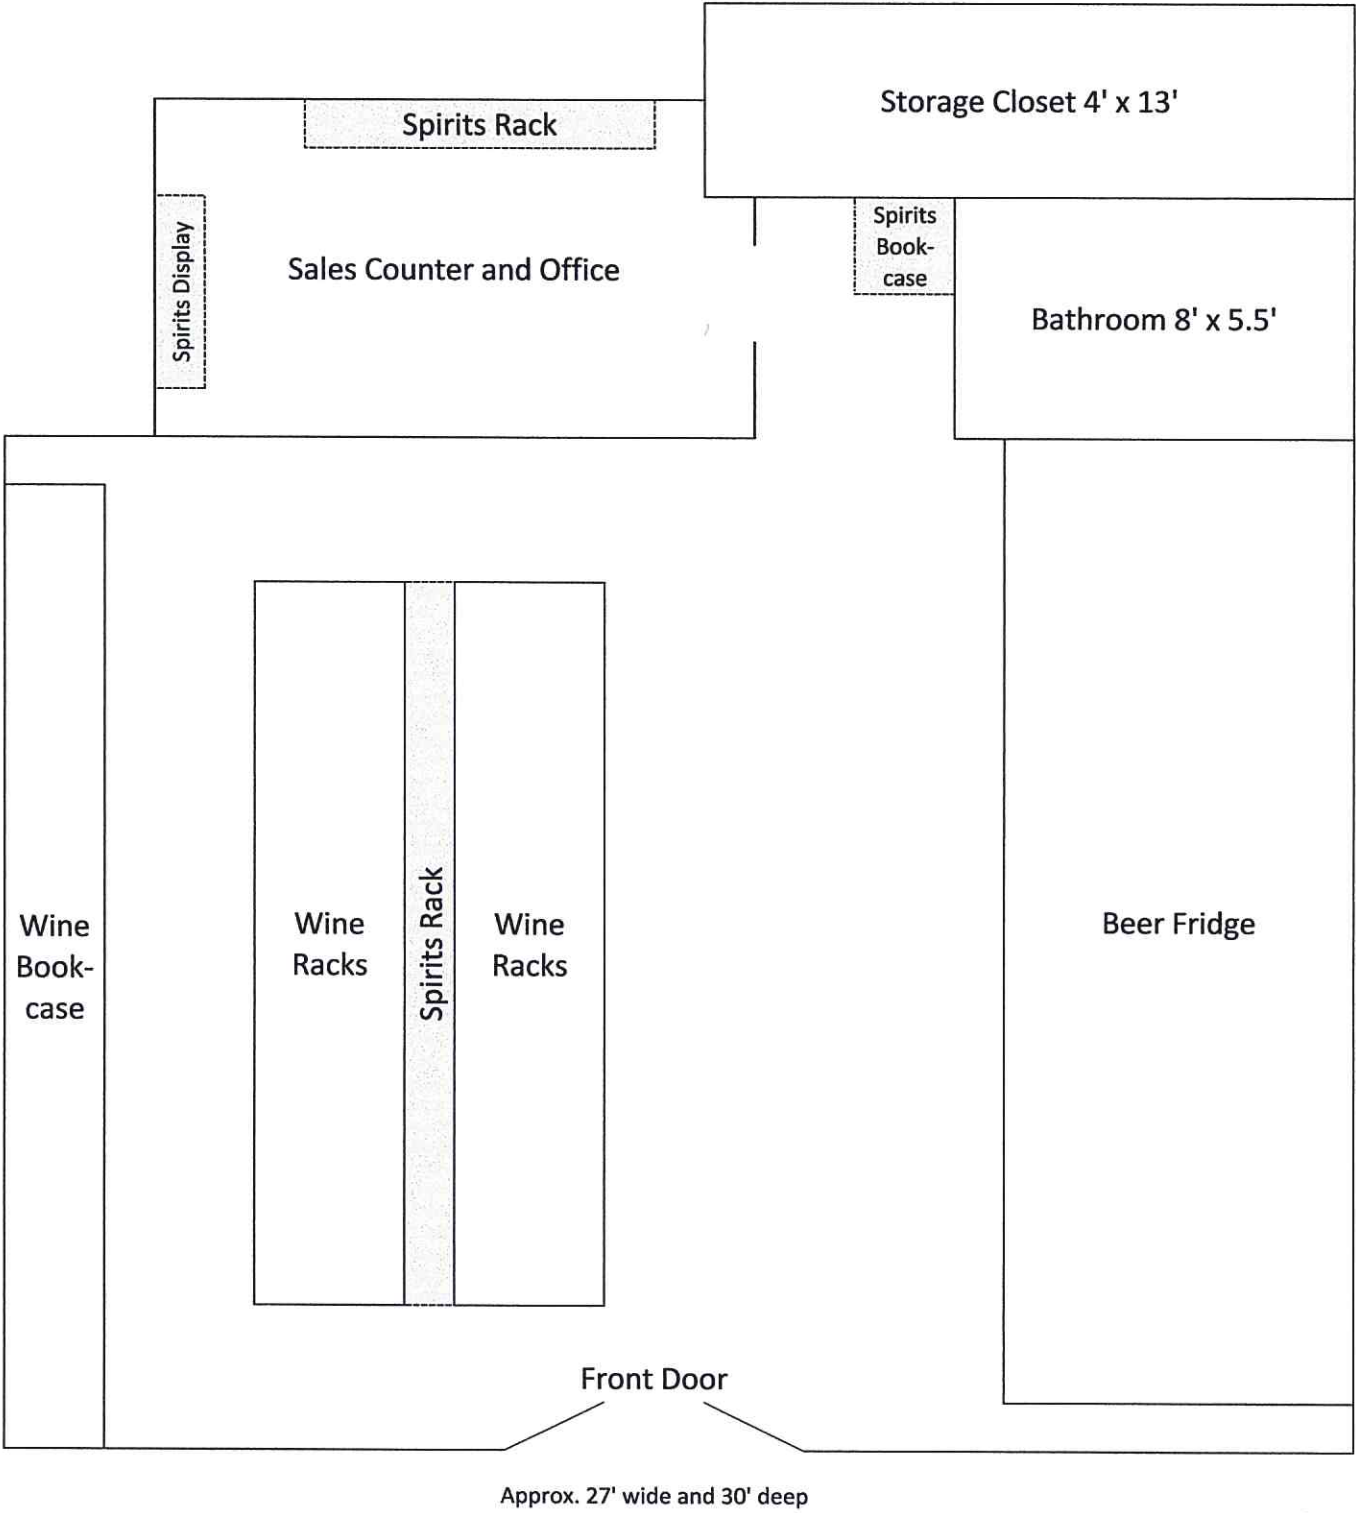 Storage Closet 4' x 13'
Spirits Rack
Spirits
Book-
case
Spirits Display
Sales Counter and Office
Bathroom 8' x 5.5'
Wine
Book-
case
Wine
Racks
Spirits Rack
Wine
Racks
Beer Fridge
Front Door
Approx. 27' wide and 30' deep